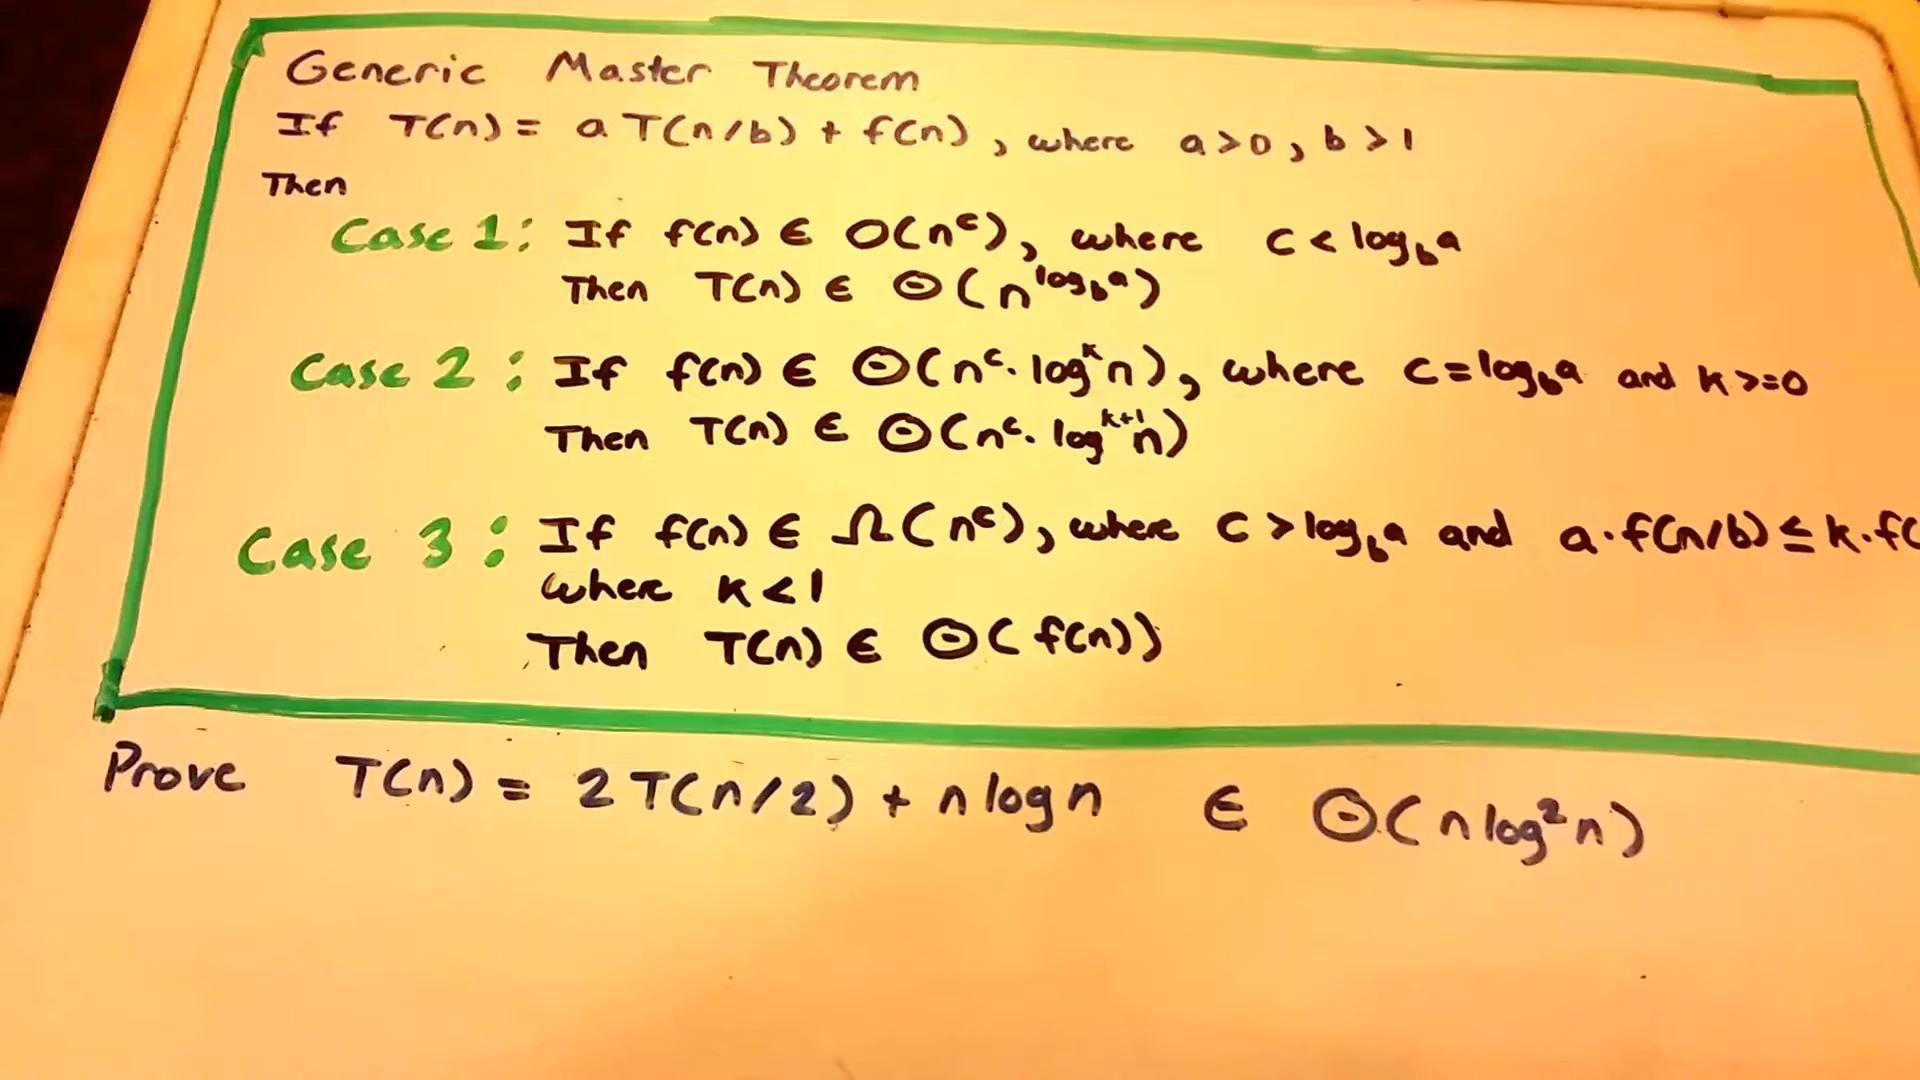 Generic Master Theorem
If T(n) = a T(n/b) + f(n), where a>0, b>1
Then
Case 1: If f(n) ∈ O(n^c), where c < log_b a
Then T(n) ∈ Θ(n^{log_b a})
Case 2: If f(n) ∈ Θ(n^c · log^k n), where c = log_b a and k >= 0
Then T(n) ∈ Θ(n^c · log^{k+1} n)
Case 3: If f(n) ∈ Ω(n^c), where c > log_b a and a·f(n/b) ≤ k·f(
where k < 1
Then T(n) ∈ Θ(f(n))
Prove T(n) = 2T(n/2) + n log n ∈ Θ(n log^2 n)